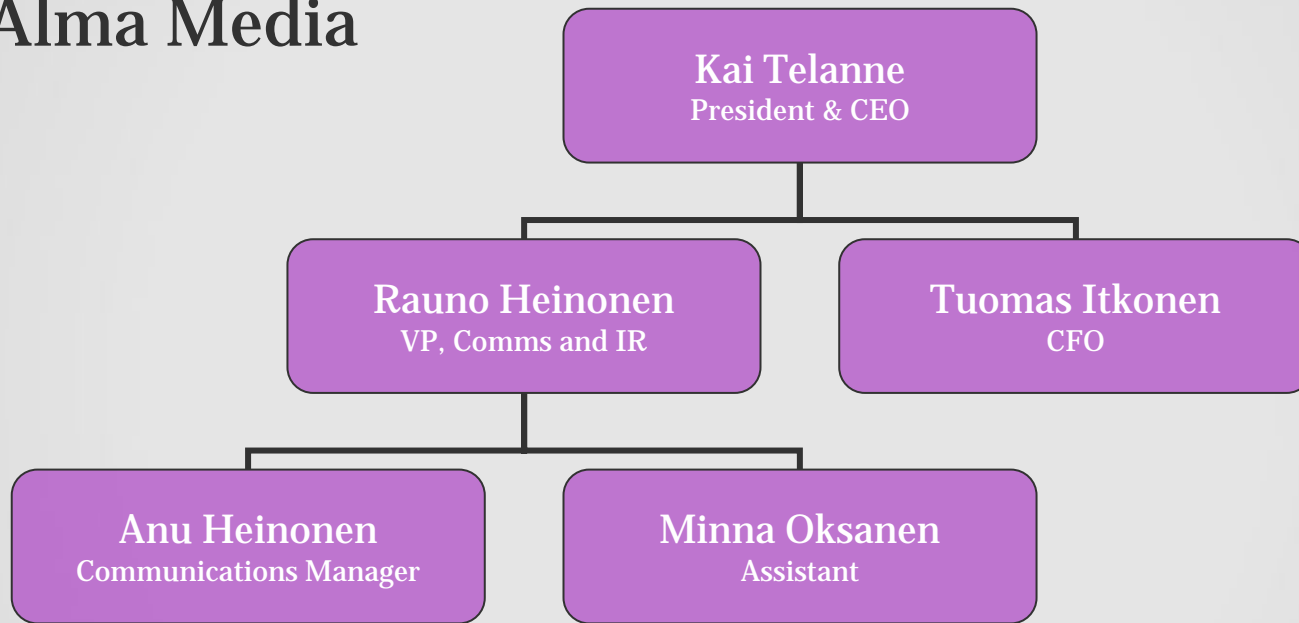 Alma Media
Kai Telanne
President & CEO
Rauno Heinonen
VP, Comms and IR
Tuomas Itkonen
CFO
Anu Heinonen
Communications Manager
Minna Oksanen
Assistant